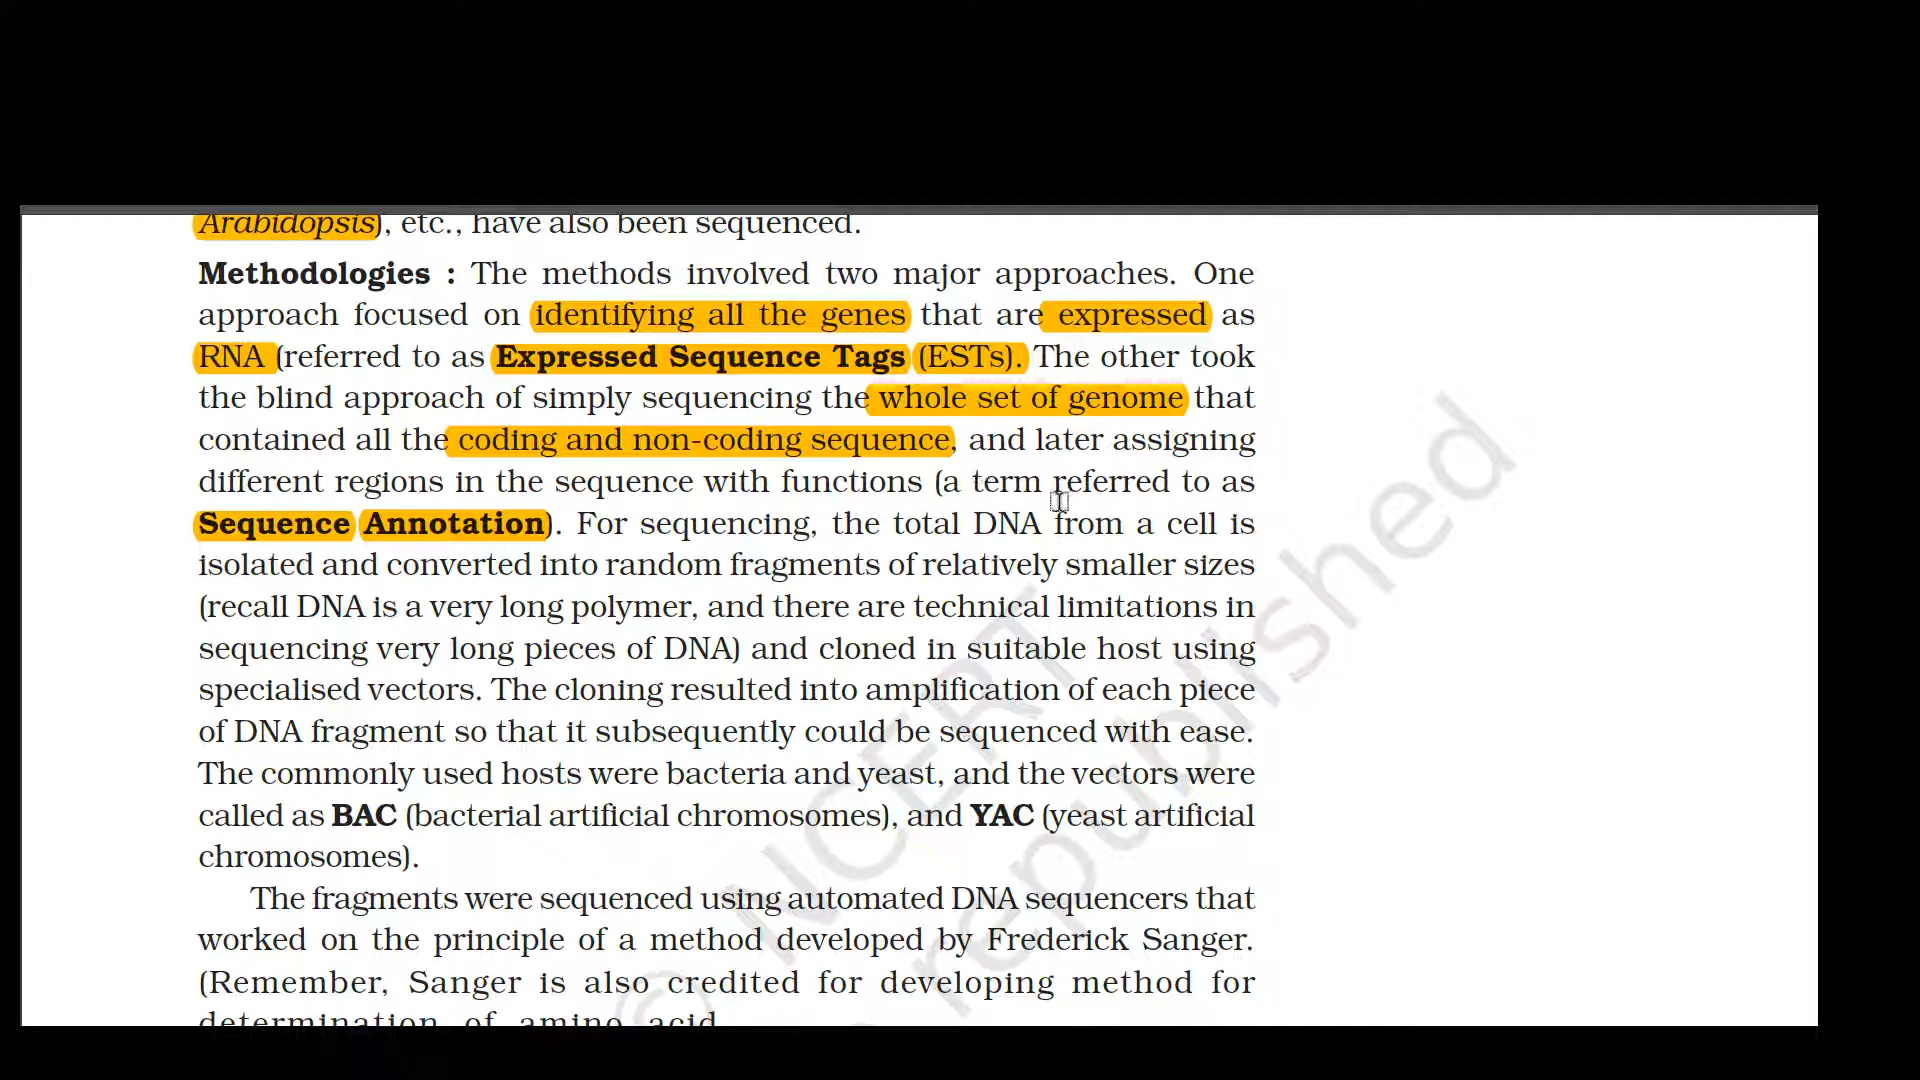 Arabidopsis), etc., have also been sequenced.
Methodologies : The methods involved two major approaches. One
approach focused on identifying all the genes that are expressed as
RNA (referred to as Expressed Sequence Tags (ESTs). The other took
the blind approach of simply sequencing the whole set of genome that
contained all the coding and non-coding sequence, and later assigning
different regions in the sequence with functions (a term referred to as
Sequence Annotation). For sequencing, the total DNA from a cell is
isolated and converted into random fragments of relatively smaller sizes
(recall DNA is a very long polymer, and there are technical limitations in
sequencing very long pieces of DNA) and cloned in suitable host using
specialised vectors. The cloning resulted into amplification of each piece
of DNA fragment so that it subsequently could be sequenced with ease.
The commonly used hosts were bacteria and yeast, and the vectors were
called as BAC (bacterial artificial chromosomes), and YAC (yeast artificial
chromosomes).
The fragments were sequenced using automated DNA sequencers that
worked on the principle of a method developed by Frederick Sanger.
(Remember, Sanger is also credited for developing method for
determination of amino acid
© NCERT
republished